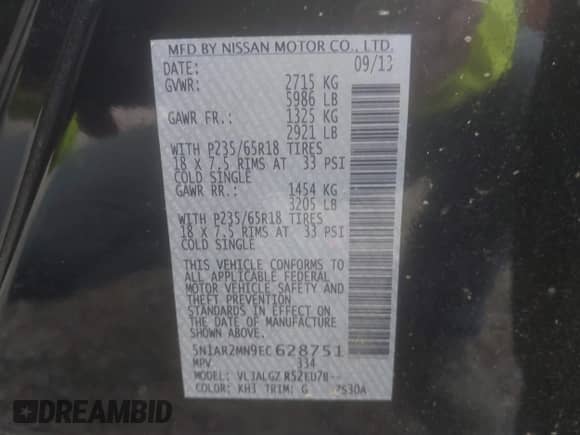 MFD BY NISSAN MOTOR CO., LTD.
DATE: 09/13
GVWR: 2715 KG
5986 LB
GAWR FR.: 1325 KG
2921 LB
WITH P235/65R18 TIRES
18 X 7.5 RIMS AT 33 PSI
COLD SINGLE
GAWR RR.: 1454 KG
3205 LB
WITH P235/65R18 TIRES
18 X 7.5 RIMS AT 33 PSI
COLD SINGLE
THIS VEHICLE CONFORMS TO
ALL APPLICABLE FEDERAL
MOTOR VEHICLE SAFETY AND
THEFT PREVENTION
STANDARDS IN EFFECT ON
THE DATE OF MANUFACTURE
SHOWN ABOVE.
5N1AR2MN9EC628751
MPV 334
MODEL:
COLOR: KH3 TRIM: G
DREAMBID